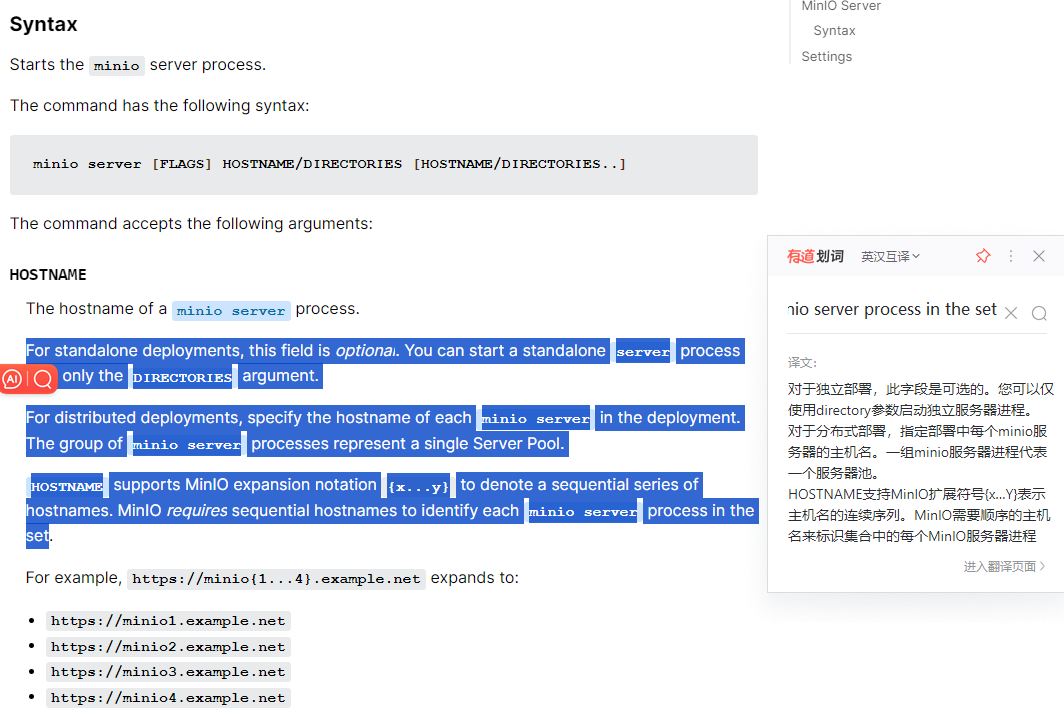 Syntax
Starts the minio server process.
The command has the following syntax:
minio server [FLAGS] HOSTNAME/DIRECTORIES [HOSTNAME/DIRECTORIES..]
The command accepts the following arguments:
HOSTNAME
The hostname of a minio server process.
For standalone deployments, this field is optional. You can start a standalone server process
only the DIRECTORIES argument.
For distributed deployments, specify the hostname of each minio server in the deployment.
The group of minio server processes represent a single Server Pool.
HOSTNAME supports MinIO expansion notation {x...y} to denote a sequential series of
hostnames. MinIO requires sequential hostnames to identify each minio server process in the
set.
For example, https://minio{1...4}.example.net expands to:
• https://minio1.example.net
• https://minio2.example.net
• https://minio3.example.net
• https://minio4.example.net
AI
MinIO Server
Syntax
Settings
有道划词 英汉互译
nio server process in the set
译文:
对于独立部署，此字段是可选的。您可以仅
使用directory参数启动独立服务器进程。
对于分布式部署，指定部署中每个minio服
务器的主机名。一组minio服务器进程代表
一个服务器池。
HOSTNAME支持MinIO扩展符号{x...Y}表示
主机名的连续序列。MinIO需要顺序的主机
名来标识集合中的每个MinIO服务器进程
进入翻译页面